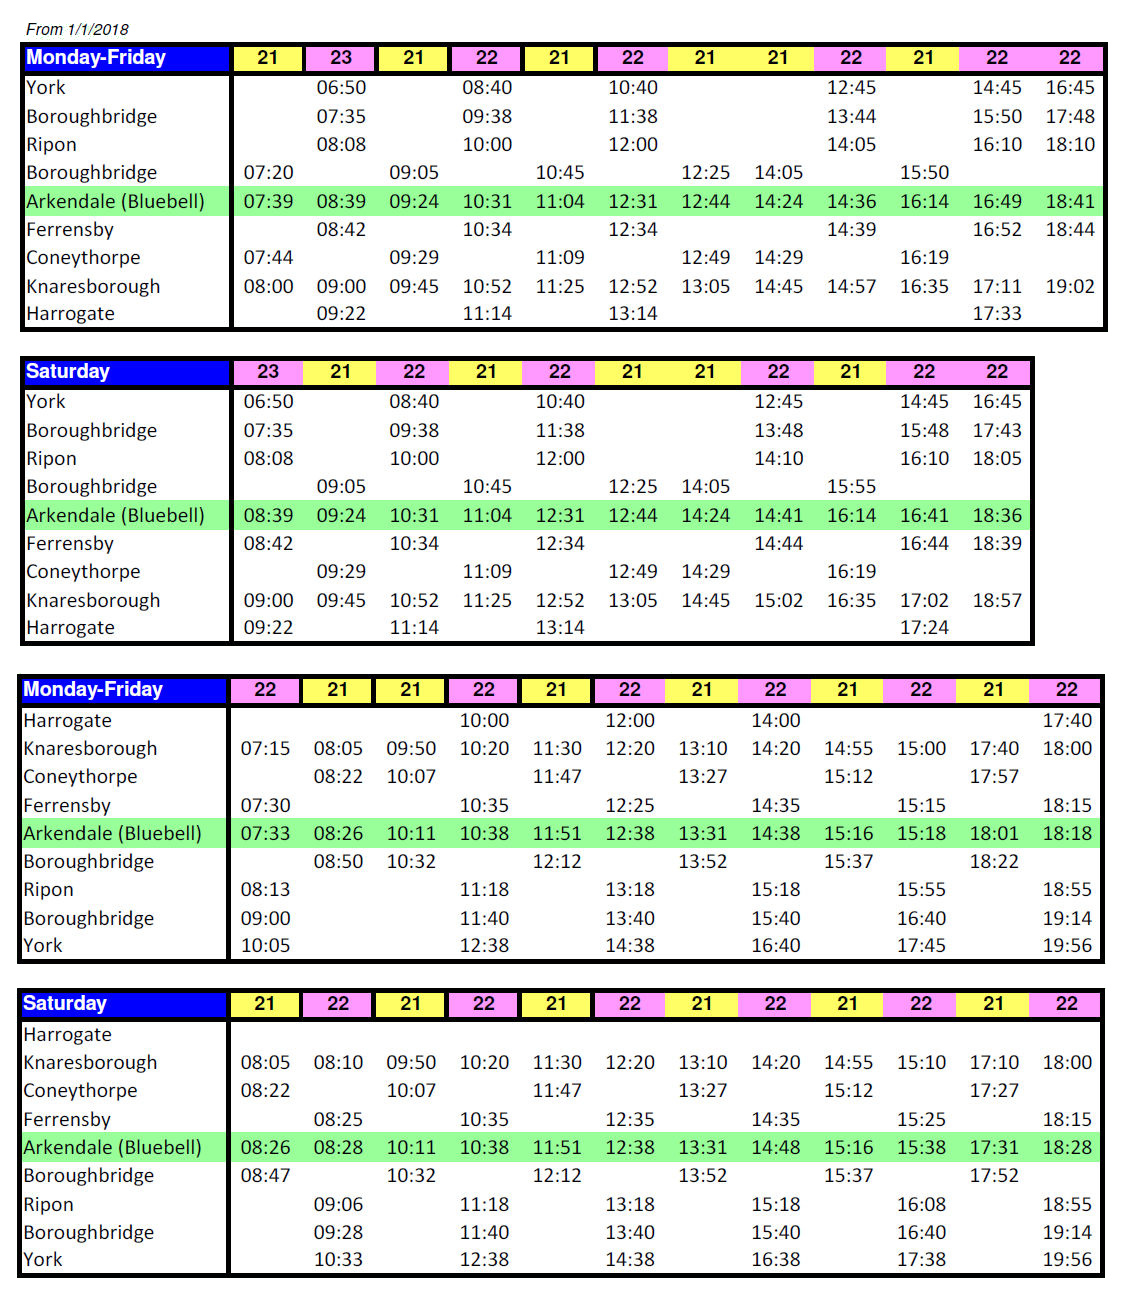 From 1/1/2018
Monday-Friday 21 23 21 22 21 22 21 21 22 21 22 22
York 06:50 08:40 10:40 12:45 14:45 16:45
Boroughbridge 07:35 09:38 11:38 13:44 15:50 17:48
Ripon 08:08 10:00 12:00 14:05 16:10 18:10
Boroughbridge 07:20 09:05 10:45 12:25 14:05 15:50
Arkendale (Bluebell) 07:39 08:39 09:24 10:31 11:04 12:31 12:44 14:24 14:36 16:14 16:49 18:41
Ferrensby 08:42 10:34 12:34 14:39 16:52 18:44
Coneythorpe 07:44 09:29 11:09 12:49 14:29 16:19
Knaresborough 08:00 09:00 09:45 10:52 11:25 12:52 13:05 14:45 14:57 16:35 17:11 19:02
Harrogate 09:22 11:14 13:14 17:33
Saturday 23 21 22 21 22 21 21 22 21 22 22
York 06:50 08:40 10:40 12:45 14:45 16:45
Boroughbridge 07:35 09:38 11:38 13:48 15:48 17:43
Ripon 08:08 10:00 12:00 14:10 16:10 18:05
Boroughbridge 09:05 10:45 12:25 14:05 15:55
Arkendale (Bluebell) 08:39 09:24 10:31 11:04 12:31 12:44 14:24 14:41 16:14 16:41 18:36
Ferrensby 08:42 10:34 12:34 14:44 16:44 18:39
Coneythorpe 09:29 11:09 12:49 14:29 16:19
Knaresborough 09:00 09:45 10:52 11:25 12:52 13:05 14:45 15:02 16:35 17:02 18:57
Harrogate 09:22 11:14 13:14 17:24
Monday-Friday 22 21 21 22 21 22 21 22 21 22 21 22
Harrogate 10:00 12:00 14:00 17:40
Knaresborough 07:15 08:05 09:50 10:20 11:30 12:20 13:10 14:20 14:55 15:00 17:40 18:00
Coneythorpe 08:22 10:07 11:47 13:27 15:12 17:57
Ferrensby 07:30 10:35 12:25 14:35 15:15 18:15
Arkendale (Bluebell) 07:33 08:26 10:11 10:38 11:51 12:38 13:31 14:38 15:16 15:18 18:01 18:18
Boroughbridge 08:50 10:32 12:12 13:52 15:37 18:22
Ripon 08:13 11:18 13:18 15:18 15:55 18:55
Boroughbridge 09:00 11:40 13:40 15:40 16:40 19:14
York 10:05 12:38 14:38 16:40 17:45 19:56
Saturday 21 22 21 22 21 22 21 22 21 22 21 22
Harrogate
Knaresborough 08:05 08:10 09:50 10:20 11:30 12:20 13:10 14:20 14:55 15:10 17:10 18:00
Coneythorpe 08:22 10:07 11:47 13:27 15:12 17:27
Ferrensby 08:25 10:35 12:35 14:35 15:25 18:15
Arkendale (Bluebell) 08:26 08:28 10:11 10:38 11:51 12:38 13:31 14:48 15:16 15:38 17:31 18:28
Boroughbridge 08:47 10:32 12:12 13:52 15:37 17:52
Ripon 09:06 11:18 13:18 15:18 16:08 18:55
Boroughbridge 09:28 11:40 13:40 15:40 16:40 19:14
York 10:33 12:38 14:38 16:38 17:38 19:56